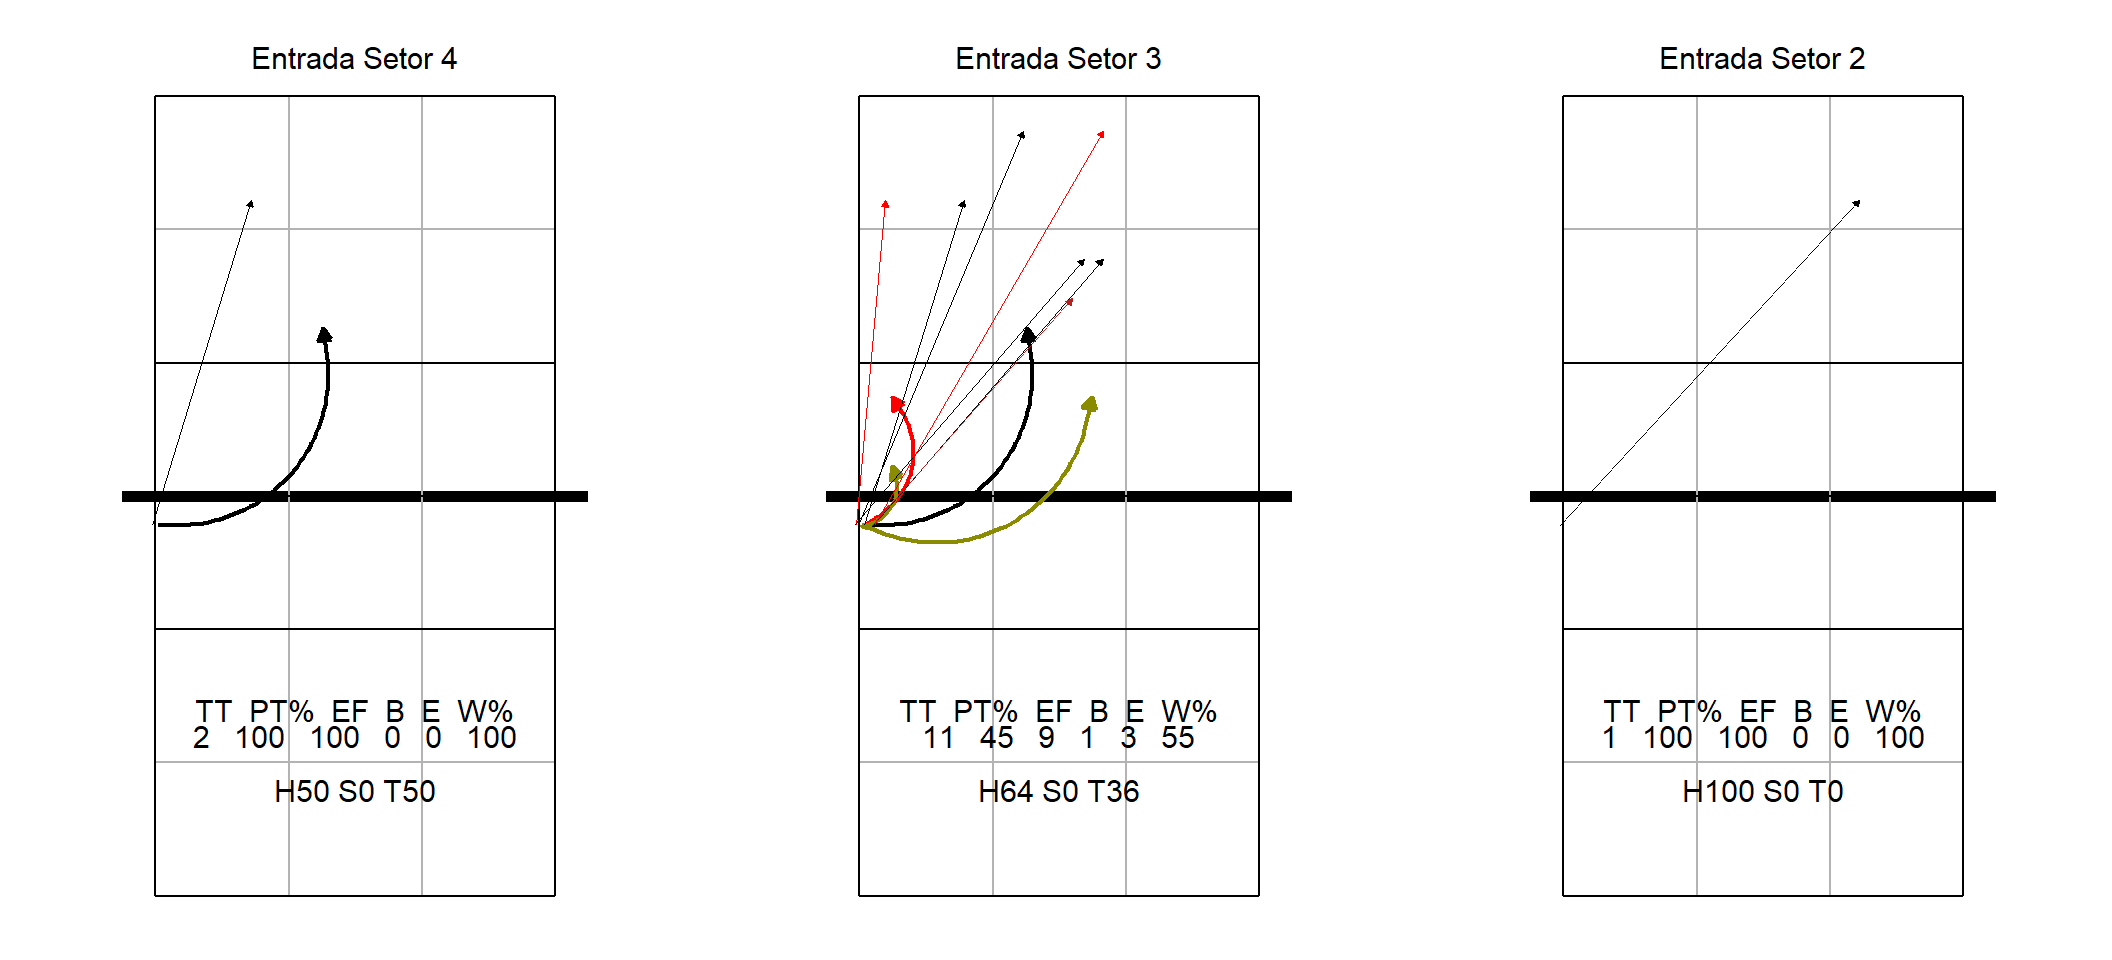 Entrada Setor 4
TT PT% EF B E W%
2 100 100 0 0 100
H50 S0 T50
Entrada Setor 3
TT PT% EF B E W%
11 45 9 1 3 55
H64 S0 T36
Entrada Setor 2
TT PT% EF B E W%
1 100 100 0 0 100
H100 S0 T0